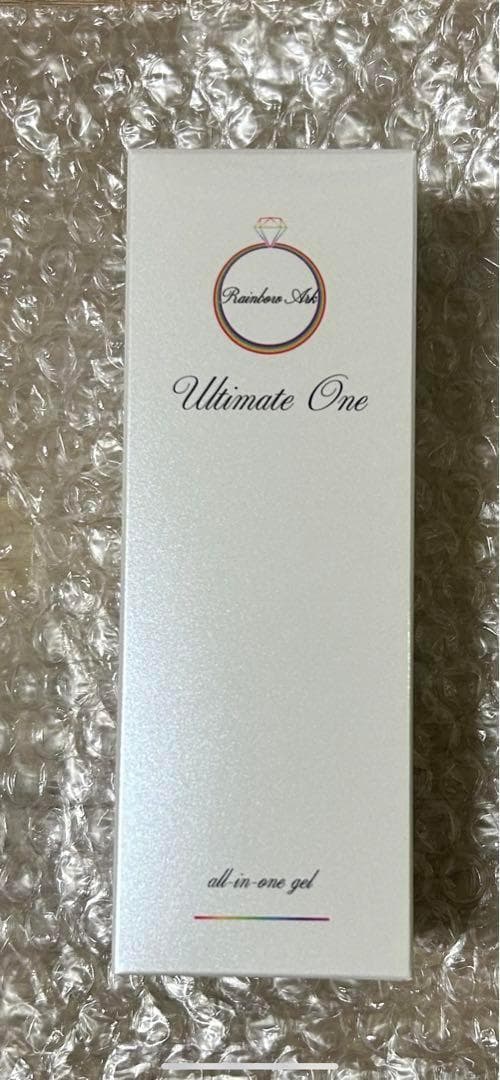 Rainbow Ark
Ultimate One
all-in-one gel